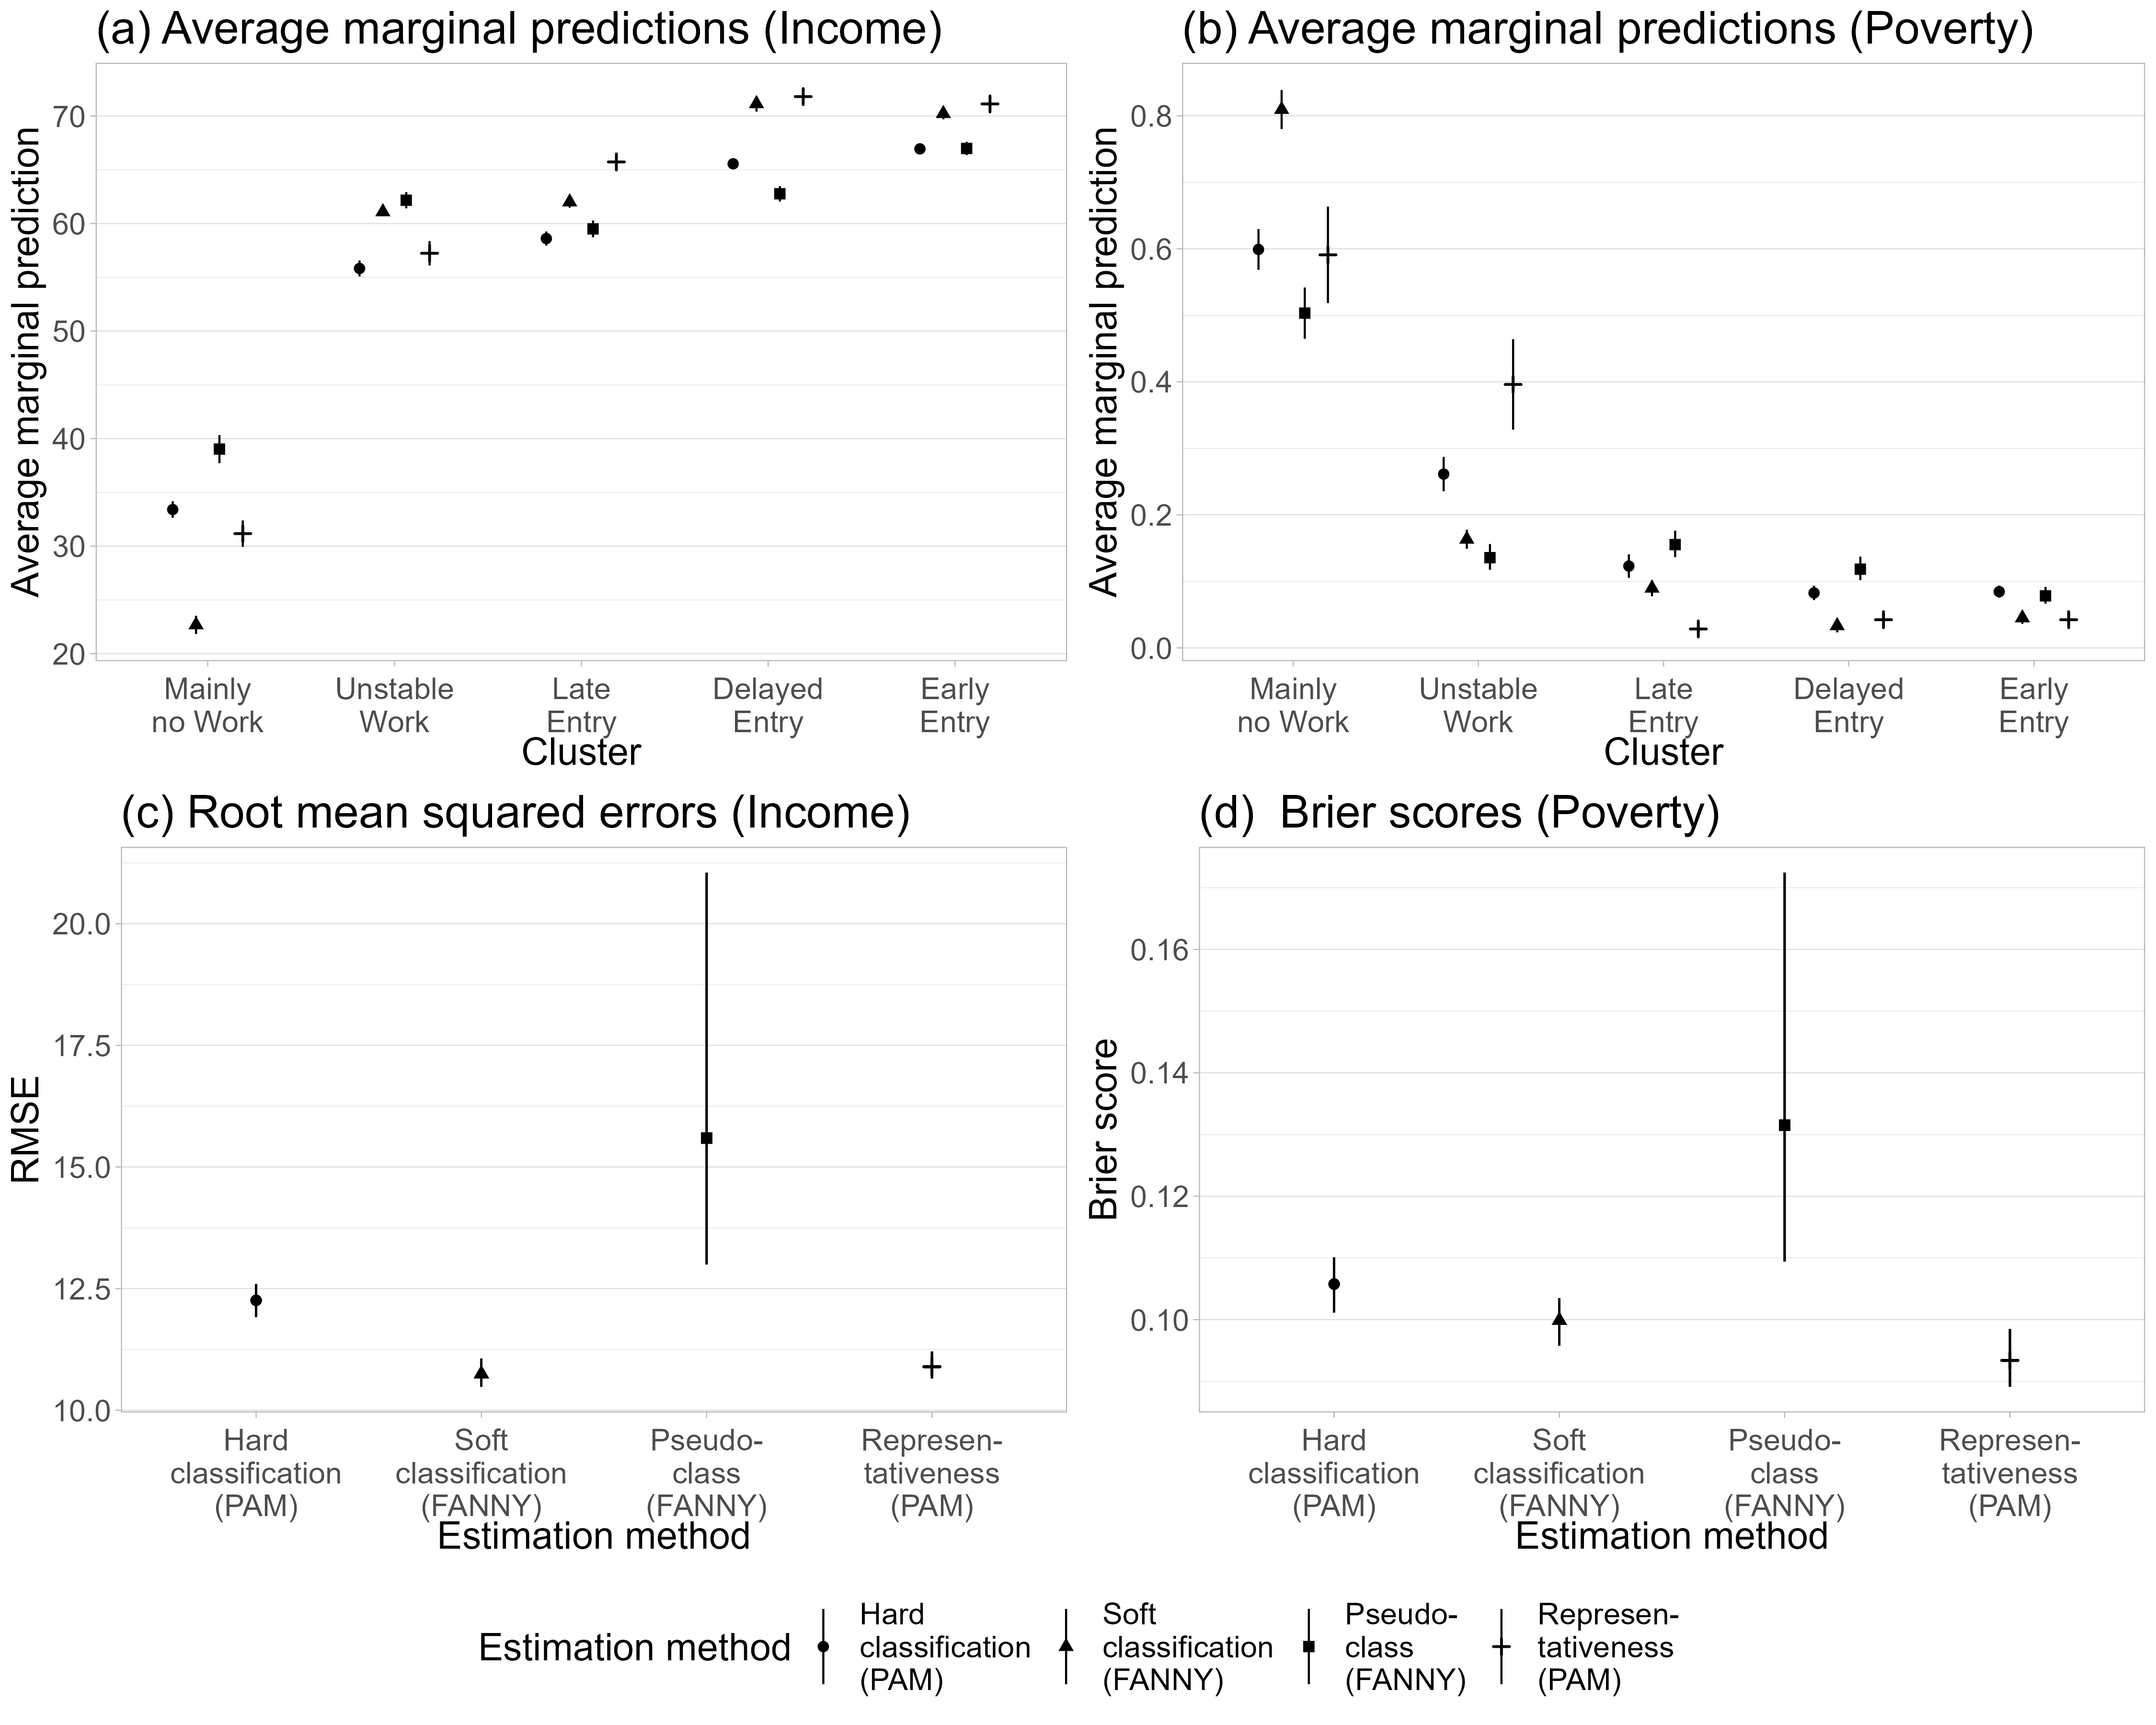 (a) Average marginal predictions (Income)
Average marginal prediction
70
60
50
40
30
20
Mainly
no Work
Unstable
Work
Late
Entry
Delayed
Entry
Early
Entry
Cluster
(b) Average marginal predictions (Poverty)
Average marginal prediction
0.8
0.6
0.4
0.2
0.0
Mainly
no Work
Unstable
Work
Late
Entry
Delayed
Entry
Early
Entry
Cluster
(c) Root mean squared errors (Income)
RMSE
20.0
17.5
15.0
12.5
10.0
Hard
classification
(PAM)
Soft
classification
(FANNY)
Pseudo-
class
(FANNY)
Represen-
tativeness
(PAM)
Estimation method
(d) Brier scores (Poverty)
Brier score
0.16
0.14
0.12
0.10
Hard
classification
(PAM)
Soft
classification
(FANNY)
Pseudo-
class
(FANNY)
Represen-
tativeness
(PAM)
Estimation method
Estimation method
Hard
classification
(PAM)
Soft
classification
(FANNY)
Pseudo-
class
(FANNY)
Represen-
tativeness
(PAM)